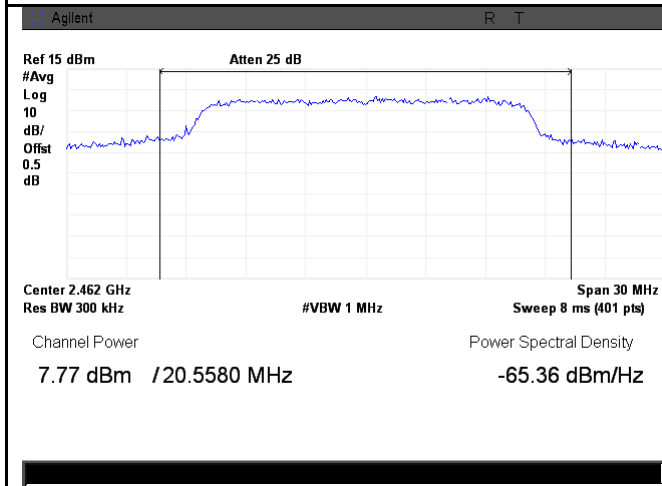 Agilent R T
Ref 15 dBm Atten 25 dB
#Avg
Log
10
dB/
Offst
0.5
dB
Center 2.462 GHz Span 30 MHz
Res BW 300 kHz #VBW 1 MHz Sweep 8 ms (401 pts)
Channel Power Power Spectral Density
7.77 dBm / 20.5580 MHz -65.36 dBm/Hz